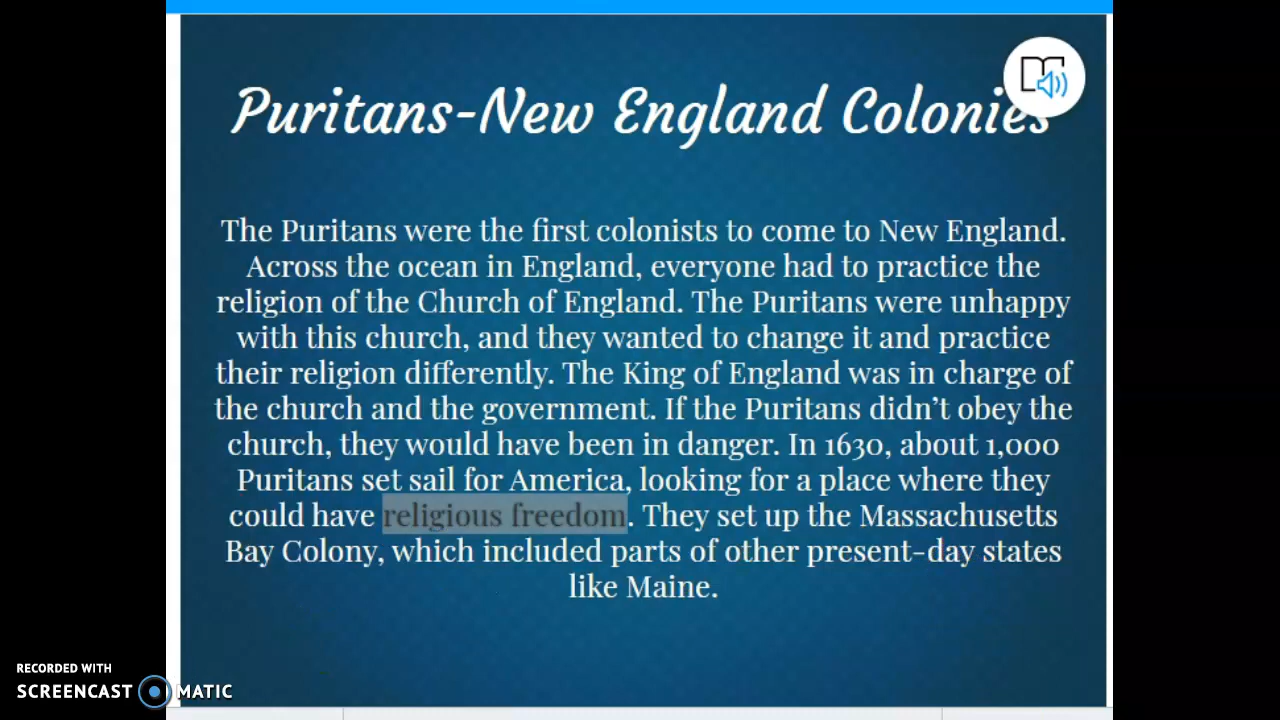 Puritans-New England Colonies
The Puritans were the first colonists to come to New England.
Across the ocean in England, everyone had to practice the
religion of the Church of England. The Puritans were unhappy
with this church, and they wanted to change it and practice
their religion differently. The King of England was in charge of
the church and the government. If the Puritans didn't obey the
church, they would have been in danger. In 1630, about 1,000
Puritans set sail for America, looking for a place where they
could have religious freedom. They set up the Massachusetts
Bay Colony, which included parts of other present-day states
like Maine.
RECORDED WITH
SCREENCAST MATIC